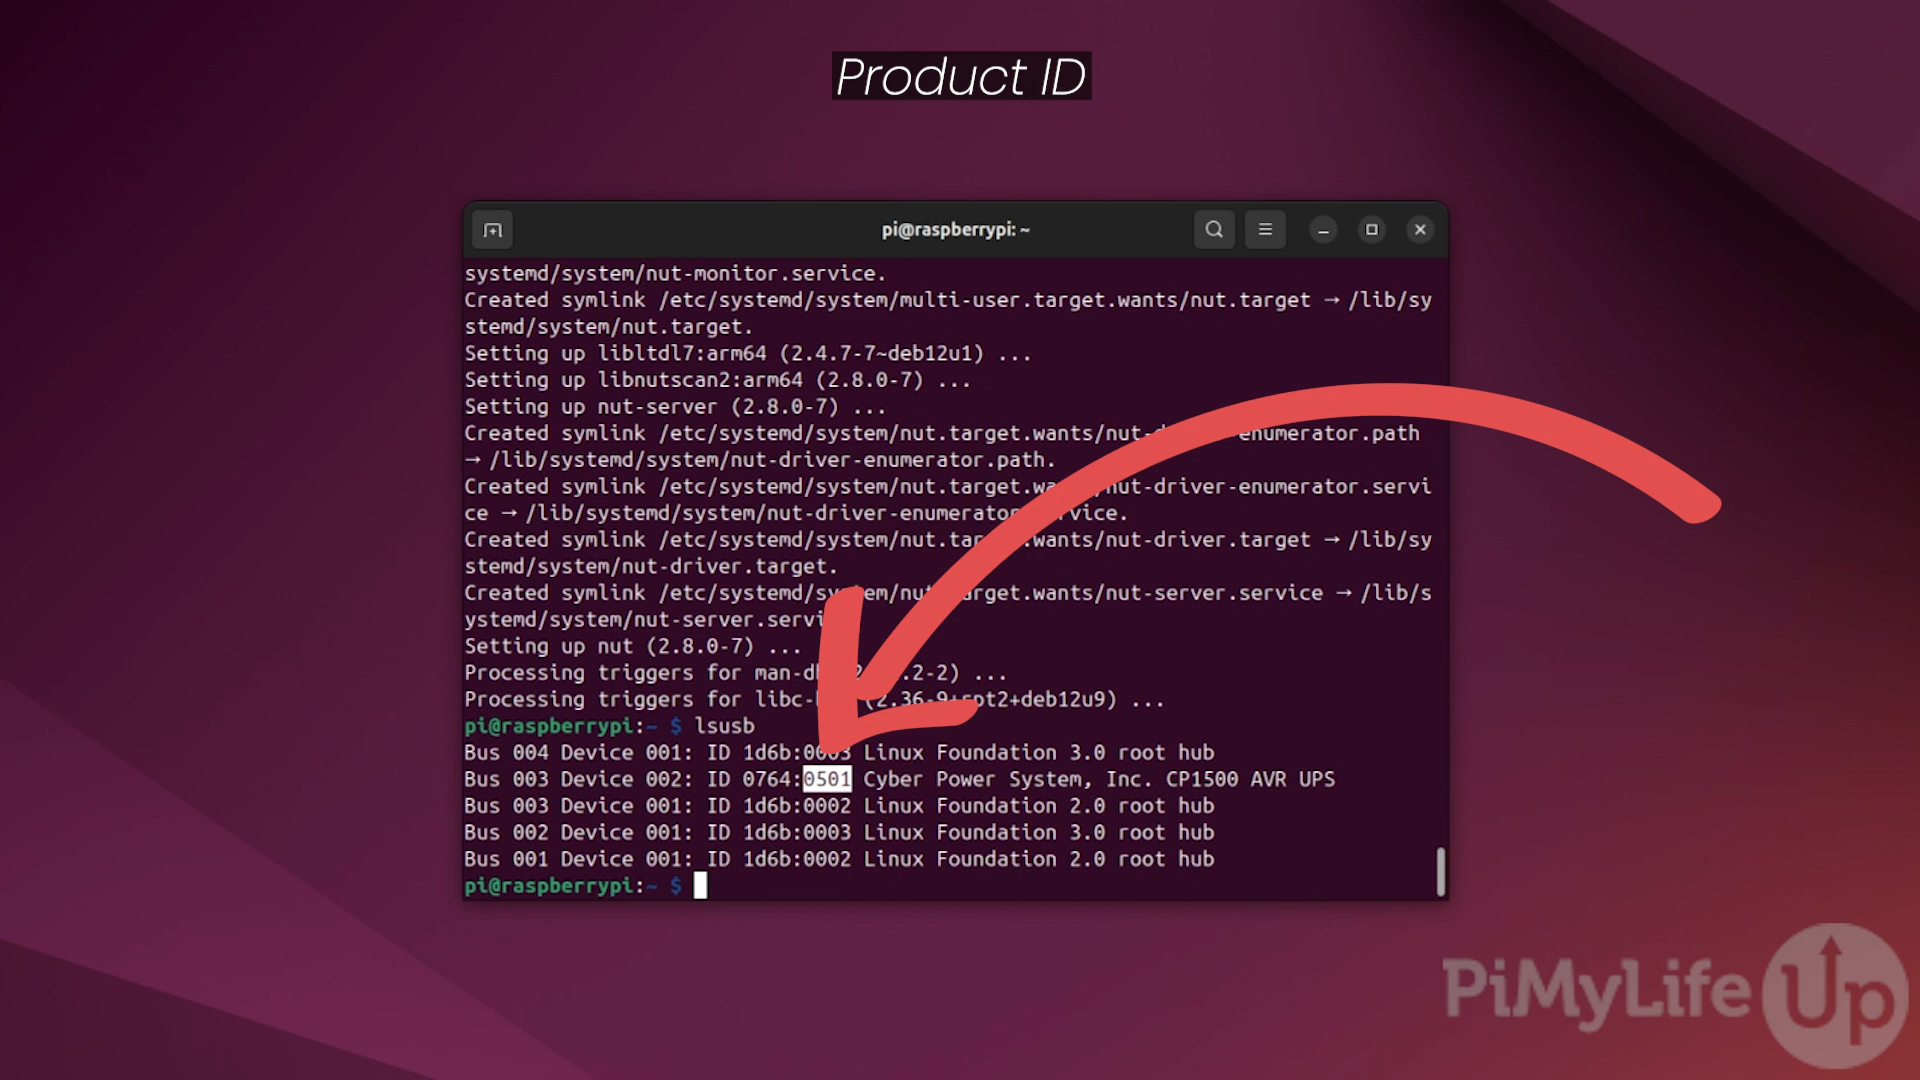 Product ID
pi@raspberrypi: ~
systemd/system/nut-monitor.service.
Created symlink /etc/systemd/system/multi-user.target.wants/nut.target → /lib/sy
stemd/system/nut.target.
Setting up libltdl7:arm64 (2.4.7-7~deb12u1) ...
Setting up libnutscan2:arm64 (2.8.0-7) ...
Setting up nut-server (2.8.0-7) ...
Created symlink /etc/systemd/system/nut.target.wants/nut- enumerator.path
→ /lib/systemd/system/nut-driver-enumerator.path.
Created symlink /etc/systemd/system/nut.target.wants/nut-driver-enumerator.servi
ce → /lib/systemd/system/nut-driver-enumerator.service.
Created symlink /etc/systemd/system/nut.target.wants/nut-driver.target → /lib/sy
stemd/system/nut-driver.target.
Created symlink /etc/systemd/system/nut.target.wants/nut-server.service → /lib/s
ystemd/system/nut-server.servi
Setting up nut (2.8.0-7) ...
Processing triggers for ...
Processing triggers for (2.36-9+rpt2+deb12u9) ...
pi@raspberrypi:~ $ lsusb
Bus 004 Device 001: ID 1d6b:0003 Linux Foundation 3.0 root hub
Bus 003 Device 002: ID 0764:0501 Cyber Power System, Inc. CP1500 AVR UPS
Bus 003 Device 001: ID 1d6b:0002 Linux Foundation 2.0 root hub
Bus 002 Device 001: ID 1d6b:0003 Linux Foundation 3.0 root hub
Bus 001 Device 001: ID 1d6b:0002 Linux Foundation 2.0 root hub
pi@raspberrypi:~ $
PiMyLifeUp